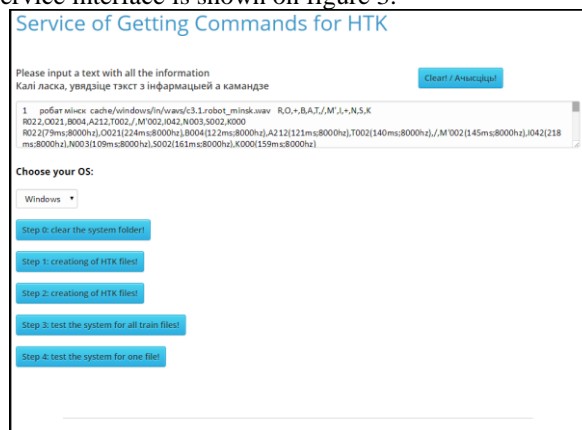 service interface is shown on figure 3.
Service of Getting Commands for HTK
Please input a text with all the information
Калі ласка, увядзіце тэкст з інфармацыей а камандзе
Clear! / Ачысціць!
1 робат мінск cache/windows/in/wavs/c3.1.robot_minsk.wav R,O,+,B,A,T,/,M',I,+,N,S,K
R022,O021,B004,A212,T002,/,M'002,I042,N003,S002,K000
R022(79ms;8000hz),O021(224ms;8000hz),B004(122ms;8000hz),A212(121ms;8000hz),T002(140ms;8000hz),/,M'002(145ms;8000hz),I042(218
ms;8000hz),N003(109ms;8000hz),S002(161ms;8000hz),K000(159ms;8000hz)
Choose your OS:
Windows
Step 0: clear the system folder!
Step 1: creationg of HTK files!
Step 2: creationg of HTK files!
Step 3: test the system for all train files!
Step 4: test the system for one file!